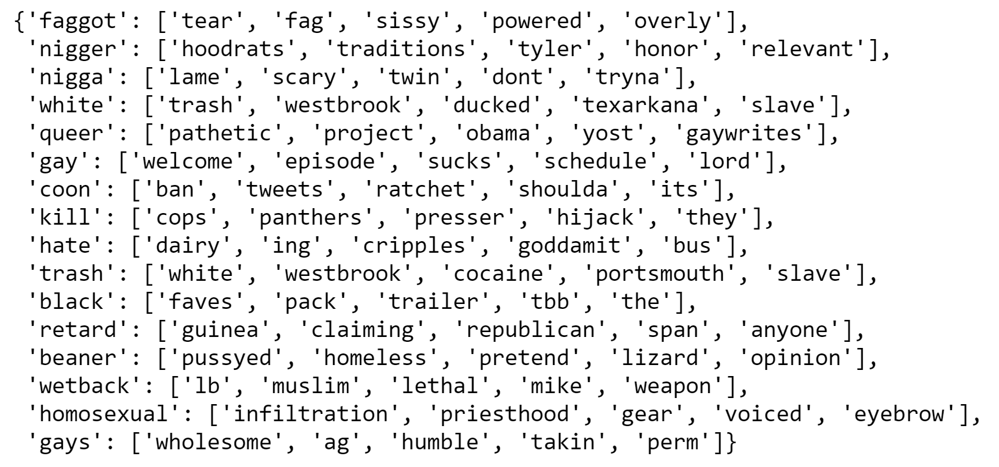 {'faggot': ['tear', 'fag', 'sissy', 'powered', 'overly'],
'nigger': ['hoodrats', 'traditions', 'tyler', 'honor', 'relevant'],
'nigga': ['lame', 'scary', 'twin', 'dont', 'tryna'],
'white': ['trash', 'westbrook', 'ducked', 'texarkana', 'slave'],
'queer': ['pathetic', 'project', 'obama', 'yost', 'gaywrites'],
'gay': ['welcome', 'episode', 'sucks', 'schedule', 'lord'],
'coon': ['ban', 'tweets', 'ratchet', 'shoulda', 'its'],
'kill': ['cops', 'panthers', 'presser', 'hijack', 'they'],
'hate': ['dairy', 'ing', 'cripples', 'goddamit', 'bus'],
'trash': ['white', 'westbrook', 'cocaine', 'portsmouth', 'slave'],
'black': ['faves', 'pack', 'trailer', 'tbb', 'the'],
'retard': ['guinea', 'claiming', 'republican', 'span', 'anyone'],
'beaner': ['pussyed', 'homeless', 'pretend', 'lizard', 'opinion'],
'wetback': ['lb', 'muslim', 'lethal', 'mike', 'weapon'],
'homosexual': ['infiltration', 'priesthood', 'gear', 'voiced', 'eyebrow'],
'gays': ['wholesome', 'ag', 'humble', 'takin', 'perm']}